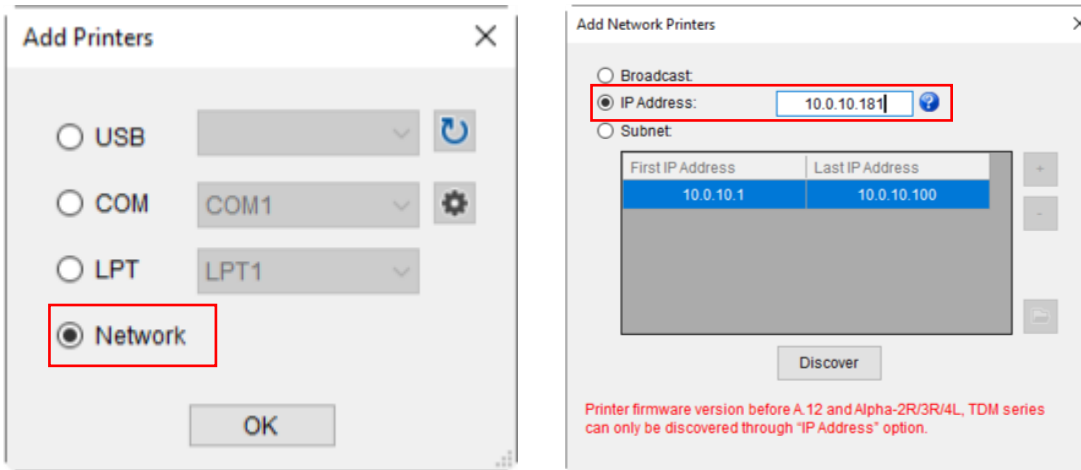 Add Printers
USB
COM COM1
LPT LPT1
Network
OK
Add Network Printers
Broadcast:
IP Address: 10.0.10.181
Subnet:
First IP Address Last IP Address
10.0.10.1 10.0.10.100
+
-
Discover
Printer firmware version before A.12 and Alpha-2R/3R/4L, TDM series
can only be discovered through "IP Address" option.